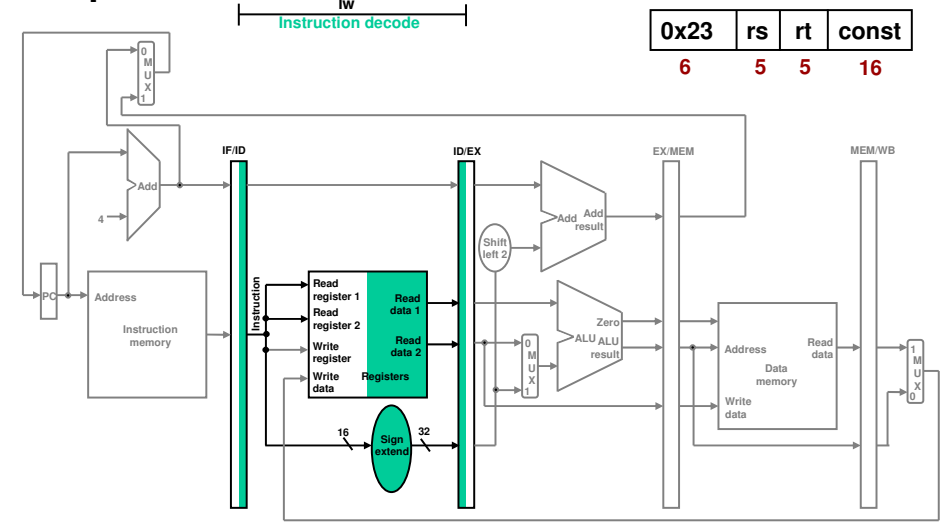 lw
Instruction decode
0x23 rs rt const
6 5 5 16
0
M
U
X
1
IF/ID
ID/EX
EX/MEM
MEM/WB
Add
4
Add Add
result
Shift
left 2
PC
Address
Instruction
memory
Instruction
Read
register 1
Read
register 2
Write
register
Write
data
Registers
Read
data 1
Read
data 2
16
Sign
extend
32
0
M
U
X
1
Zero
ALU ALU
result
Address
Write
data
Read
data
Data
memory
1
M
U
X
0